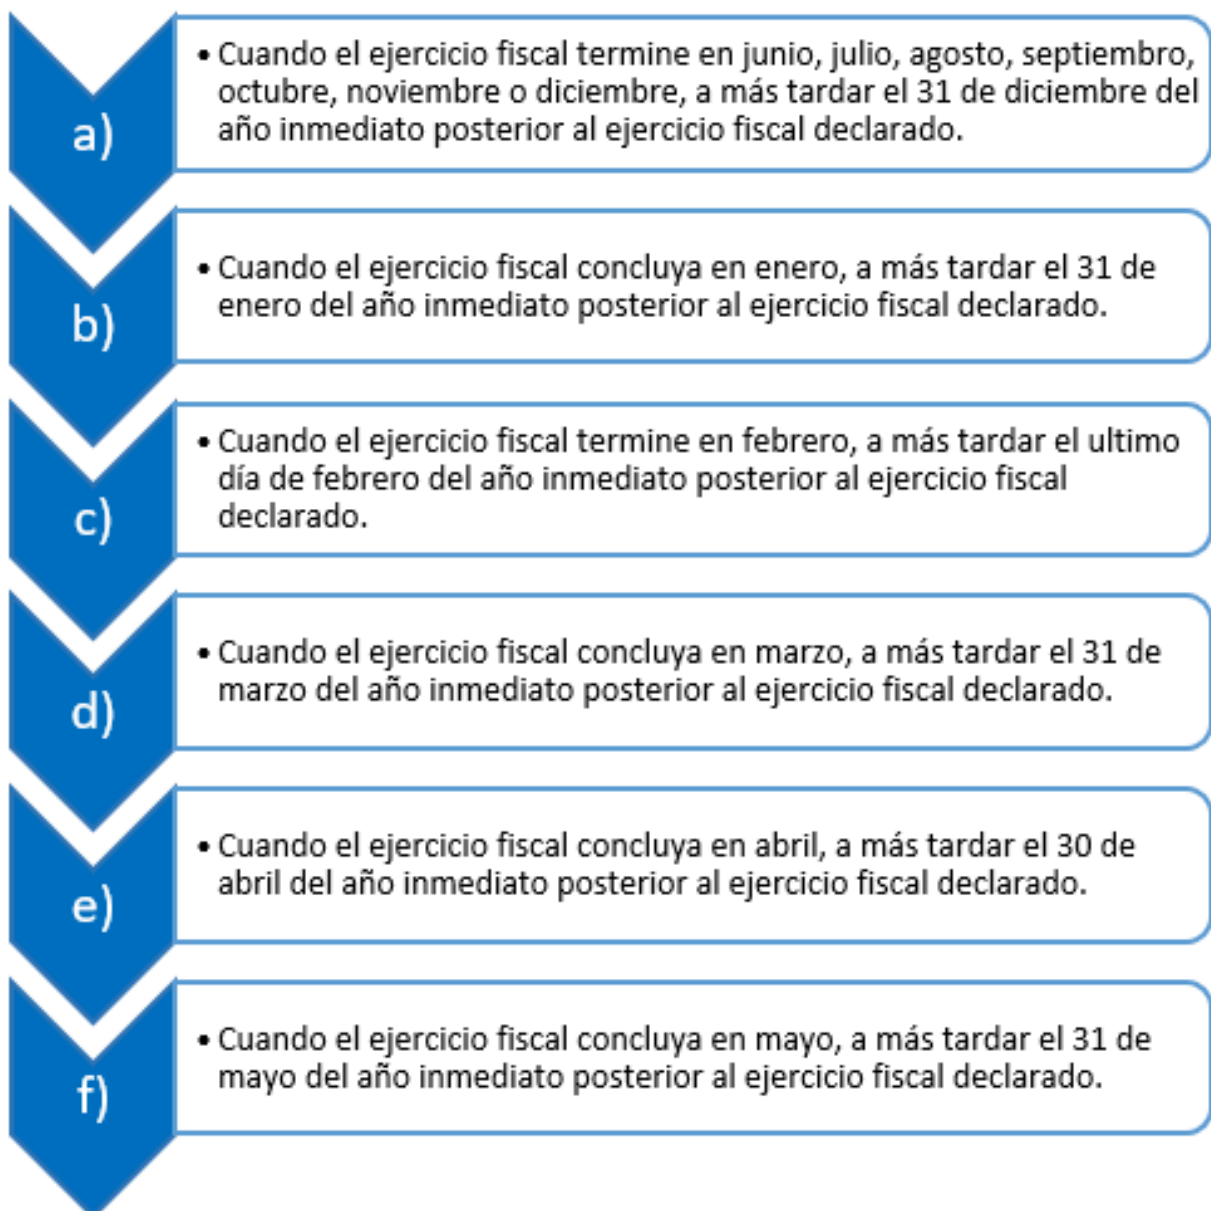 a)
• Cuando el ejercicio fiscal termine en junio, julio, agosto, septiembro,
octubre, noviembre o diciembre, a más tardar el 31 de diciembre del
año inmediato posterior al ejercicio fiscal declarado.
b)
• Cuando el ejercicio fiscal concluya en enero, a más tardar el 31 de
enero del año inmediato posterior al ejercicio fiscal declarado.
c)
• Cuando el ejercicio fiscal termine en febrero, a más tardar el ultimo
día de febrero del año inmediato posterior al ejercicio fiscal
declarado.
d)
• Cuando el ejercicio fiscal concluya en marzo, a más tardar el 31 de
marzo del año inmediato posterior al ejercicio fiscal declarado.
e)
• Cuando el ejercicio fiscal concluya en abril, a más tardar el 30 de
abril del año inmediato posterior al ejercicio fiscal declarado.
f)
• Cuando el ejercicio fiscal concluya en mayo, a más tardar el 31 de
mayo del año inmediato posterior al ejercicio fiscal declarado.